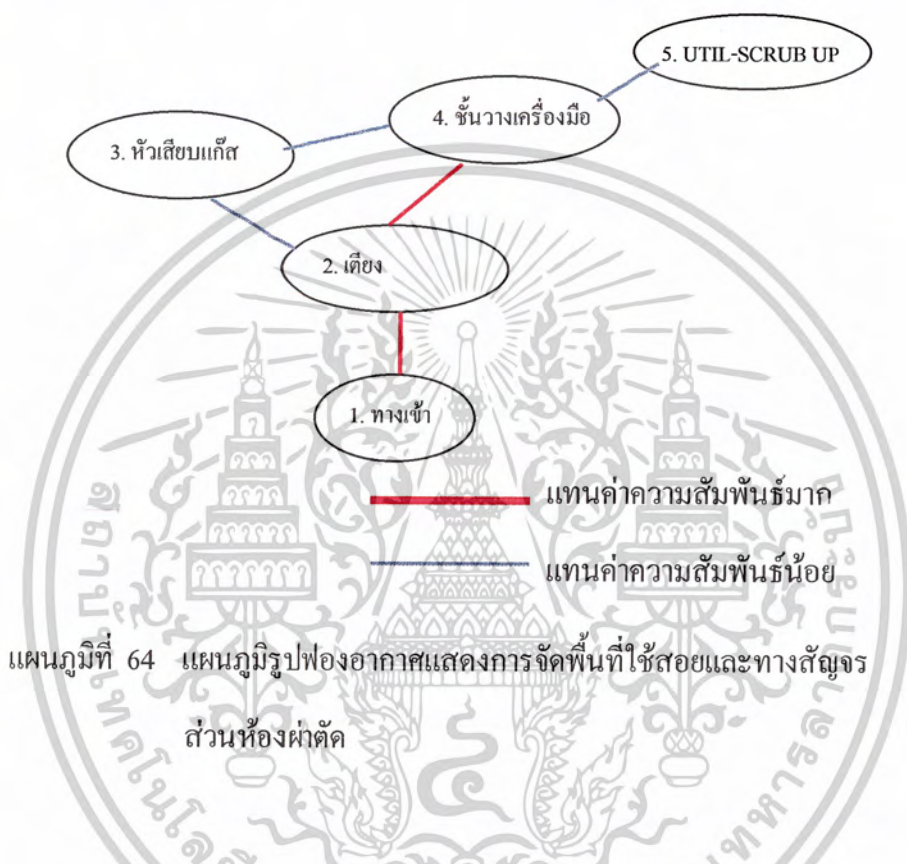 5. UTIL-SCRUB UP
4. ชั้นวางเครื่องมือ
3. หัวเสียบแก๊ส
2. เตียง
1. ทางเข้า
แทนค่าความสัมพันธ์มาก
แทนค่าความสัมพันธ์น้อย
แผนภูมิที่ 64 แผนภูมิรูปฟองอากาศแสดงการจัดพื้นที่ใช้สอยและทางสัญจร
ส่วนห้องผ่าตัด